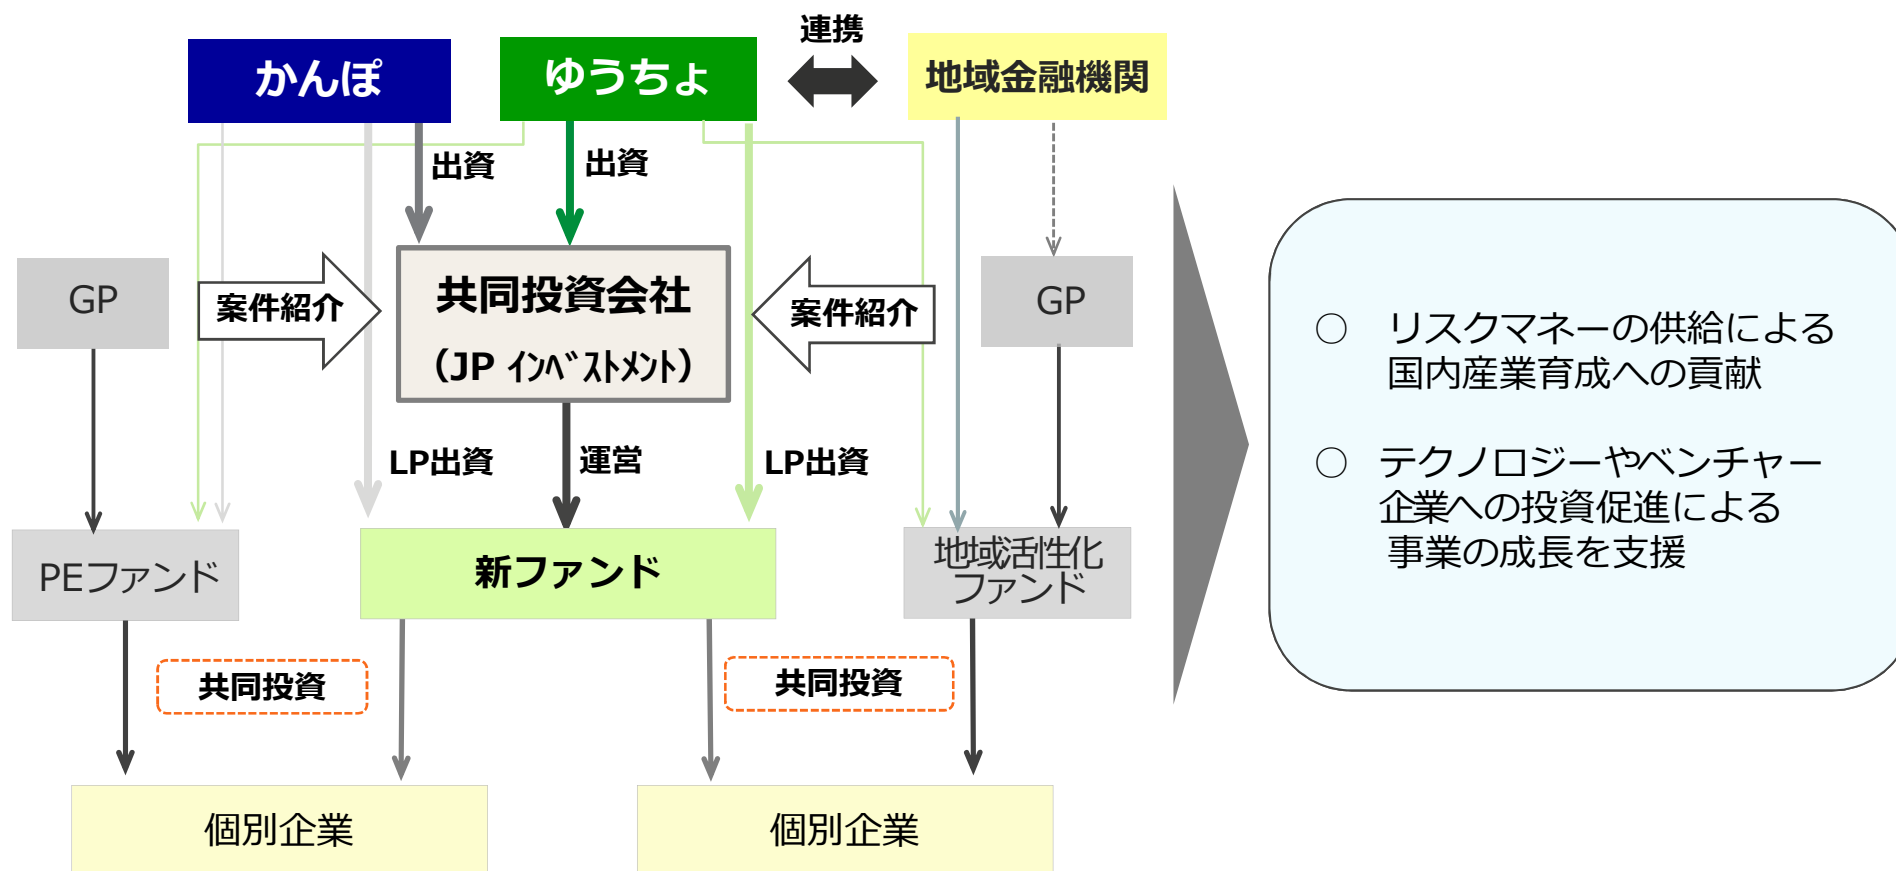 連携
かんぽ
ゆうちょ
地域金融機関
出資
出資
GP
案件紹介
共同投資会社
（JP インベストメント）
案件紹介
GP
LP出資
運営
LP出資
PEファンド
新ファンド
地域活性化
ファンド
共同投資
共同投資
個別企業
個別企業
○ リスクマネーの供給による
国内産業育成への貢献
○ テクノロジーやベンチャー
企業への投資促進による
事業の成長を支援